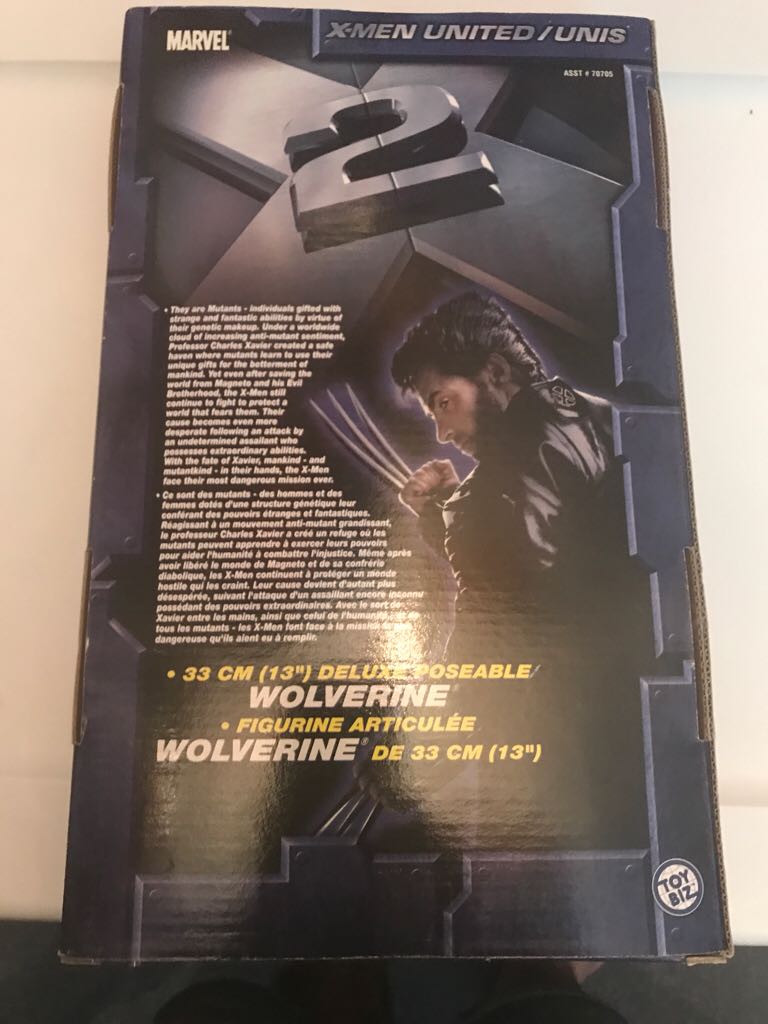 MARVEL
X-MEN UNITED / UNIS
ASST # 70705
2
• They are Mutants - individuals gifted with
strange and fantastic abilities by virtue of
their genetic makeup. Under a worldwide
cloud of increasing anti-mutant sentiment,
Professor Charles Xavier created a safe
haven where mutants learn to use their
unique gifts for the betterment of
mankind. Yet even after saving the
world from Magneto and his Evil
Brotherhood, the X-Men still
continue to fight to protect a
world that fears them. Their
cause becomes even more
desperate following an attack by
an undetermined assailant who
possesses extraordinary abilities.
With the fate of Xavier, mankind - and
mutantkind - in their hands, the X-Men
face their most dangerous mission ever.
• Ce sont des mutants - des hommes et des
femmes dotés d'une structure génétique leur
conférant des pouvoirs étranges et fantastiques.
Réagissant à un mouvement anti-mutant grandissant,
le professeur Charles Xavier a créé un refuge où les
mutants peuvent apprendre à exercer leurs pouvoirs
pour aider l'humanité à combattre l'injustice. Même après
avoir libéré le monde de Magneto et de sa confrérie
diabolique, les X-Men continuent à protéger un monde
hostile qui les craint. Leur cause devient d'autant plus
désespérée, suivant l'attaque d'un assaillant encore inconnu
possédant des pouvoirs extraordinaires. Avec le sort de
Xavier entre les mains, ainsi que celui de l'humanité et de
tous les mutants - les X-Men font face à la mission
dangereuse qu'ils aient eu à remplir.
• 33 CM (13") DELUXE POSEABLE
WOLVERINE
• FIGURINE ARTICULÉE
WOLVERINE® DE 33 CM (13")
TOY
BIZ